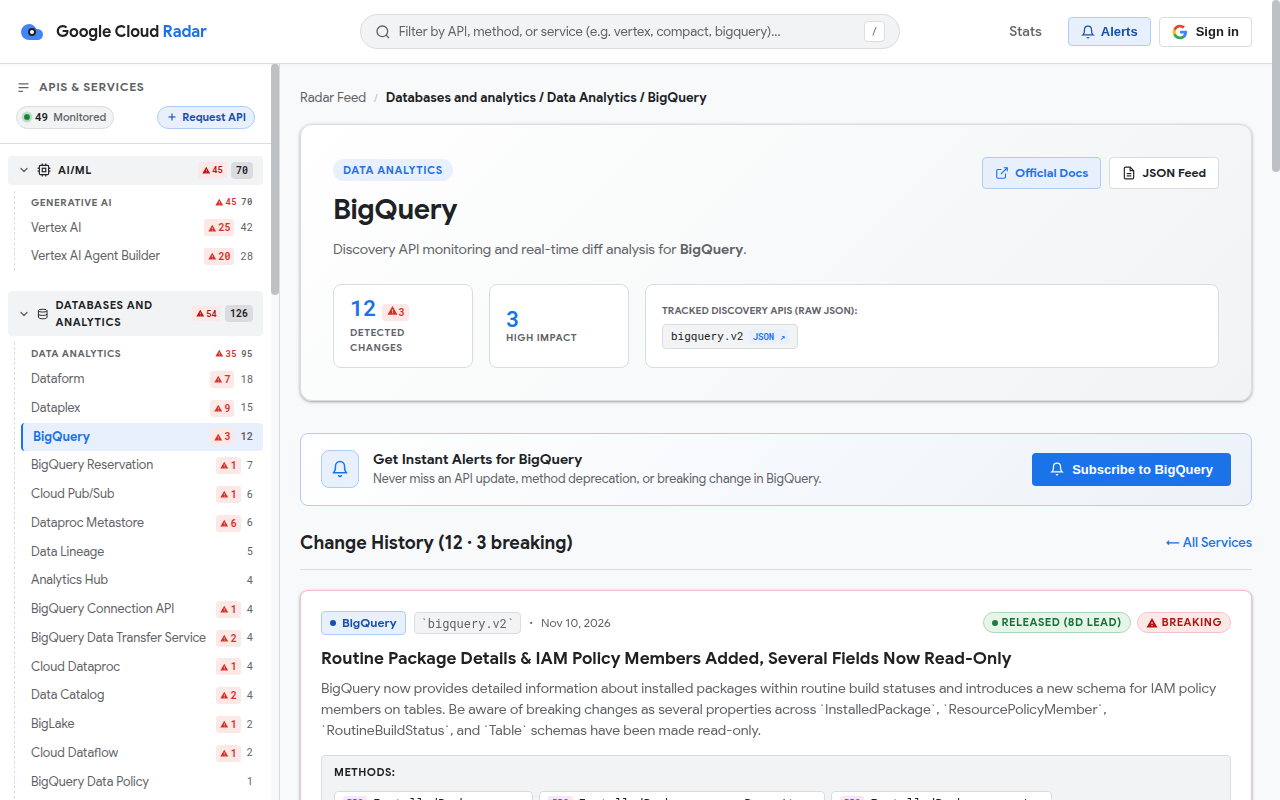 Google Cloud Radar
Filter by API, method, or service (e.g. vertex, compact, bigquery)...
/
Stats
Alerts
Sign in
APIS & SERVICES
49 Monitored
+ Request API
AI/ML
45
70
GENERATIVE AI
45 70
Vertex AI
25 42
Vertex AI Agent Builder
20 28
DATABASES AND
ANALYTICS
54
126
DATA ANALYTICS
35 95
Dataform
7 18
Dataplex
9 15
BigQuery
3 12
BigQuery Reservation
1 7
Cloud Pub/Sub
1 6
Dataproc Metastore
6 6
Data Lineage
5
Analytics Hub
4
BigQuery Connection API
1 4
BigQuery Data Transfer Service
2 4
Cloud Dataproc
1 4
Data Catalog
2 4
BigLake
1 2
Cloud Dataflow
1 2
BigQuery Data Policy
1
Radar Feed / Databases and analytics / Data Analytics / BigQuery
DATA ANALYTICS
Official Docs
JSON Feed
BigQuery
Discovery API monitoring and real-time diff analysis for BigQuery.
12 3
DETECTED
CHANGES
3
HIGH IMPACT
TRACKED DISCOVERY APIS (RAW JSON):
bigquery.v2 JSON ↗
Get Instant Alerts for BigQuery
Never miss an API update, method deprecation, or breaking change in BigQuery.
Subscribe to BigQuery
Change History (12 · 3 breaking)
← All Services
BigQuery
`bigquery.v2`
• Nov 10, 2026
RELEASED (8D LEAD)
BREAKING
Routine Package Details & IAM Policy Members Added, Several Fields Now Read-Only
BigQuery now provides detailed information about installed packages within routine build statuses and introduces a new schema for IAM policy
members on tables. Be aware of breaking changes as several properties across `InstalledPackage`, `ResourcePolicyMember`,
`RoutineBuildStatus`, and `Table` schemas have been made read-only.
METHODS: